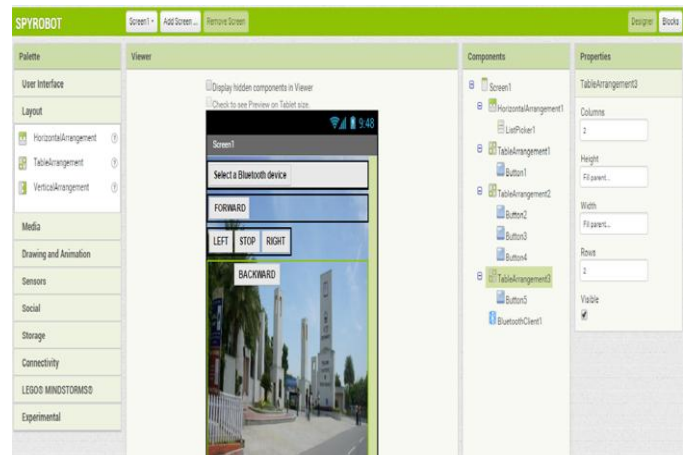 SPYROBOT
Screen1
Add Screen ...
Remove Screen
Designer
Blocks
Palette
User Interface
Layout
HorizontalArrangement
TableArrangement
VerticalArrangement
Media
Drawing and Animation
Sensors
Social
Storage
Connectivity
LEGO® MINDSTORMS®
Experimental
Viewer
Display hidden components in Viewer
Check to see Preview on Tablet size.
9:48
Screen1
Select a Bluetooth device
FORWARD
LEFT STOP RIGHT
BACKWARD
Components
Screen1
HorizontalArrangement1
ListPicker1
TableArrangement1
Button1
TableArrangement2
Button2
Button3
Button4
TableArrangement3
Button5
BluetoothClient1
Properties
TableArrangement3
Columns
2
Height
Fill parent...
Width
Fill parent...
Rows
2
Visible